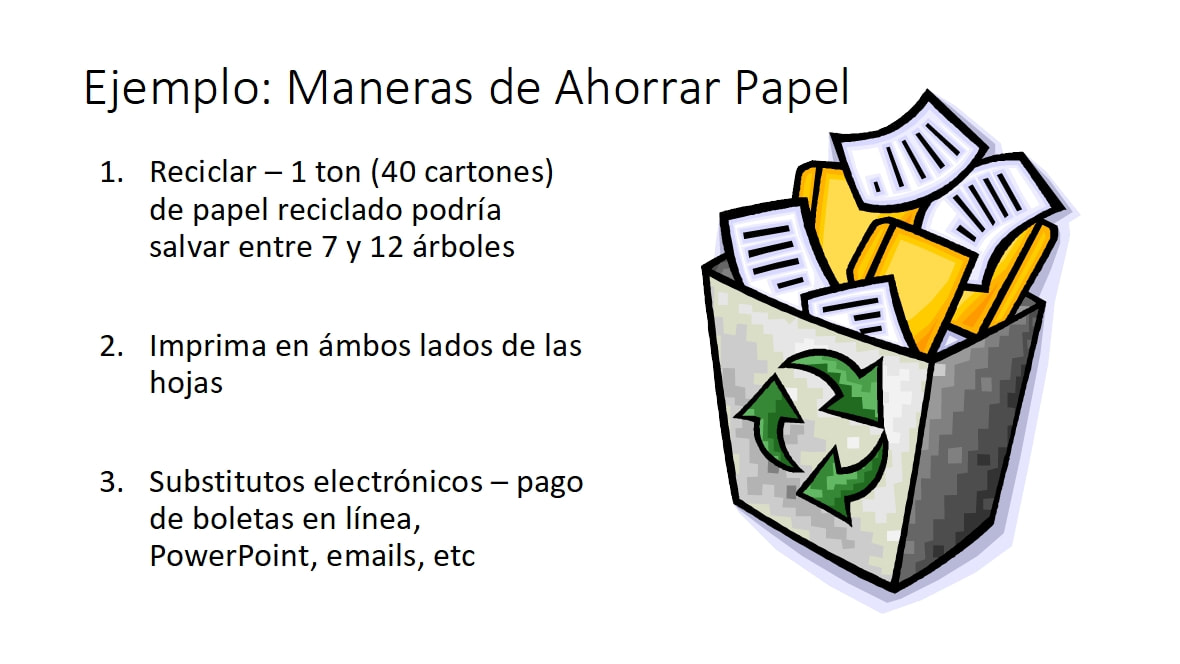 Ejemplo: Maneras de Ahorrar Papel
1. Reciclar – 1 ton (40 cartones)
de papel reciclado podría
salvar entre 7 y 12 árboles
2. Imprima en ámbos lados de las
hojas
3. Substitutos electrónicos – pago
de boletas en línea,
PowerPoint, emails, etc